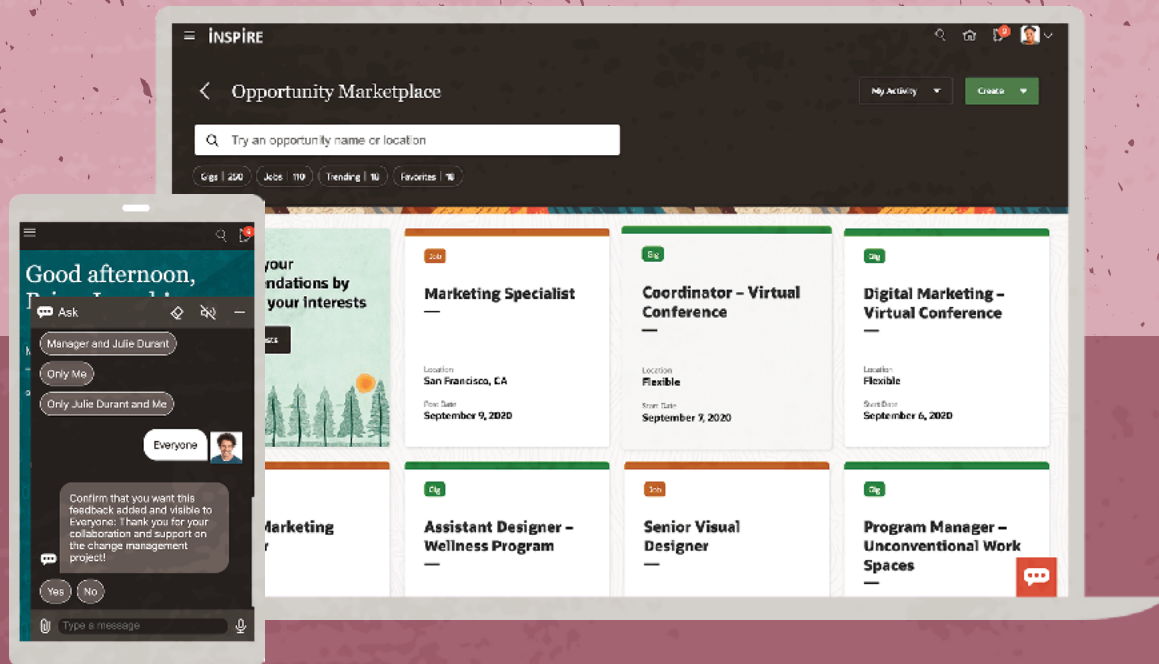 INSPIRE
Opportunity Marketplace
My Activity
Create
Try an opportunity name or location
Gigs | 250
Jobs | 110
Trending | 18
Favorites | 18
your
ndations by
your interests
Job
Marketing Specialist
Location
San Francisco, CA
Post Date
September 9, 2020
Gig
Coordinator – Virtual
Conference
Location
Flexible
Start Date
September 7, 2020
Gig
Digital Marketing –
Virtual Conference
Location
Flexible
Start Date
September 6, 2020
Marketing
Gig
Assistant Designer –
Wellness Program
Job
Senior Visual
Designer
Gig
Program Manager –
Unconventional Work
Spaces
Good afternoon,
Ask
Manager and Julie Durant
Only Me
Only Julie Durant and Me
Everyone
Confirm that you want this
feedback added and visible to
Everyone: Thank you for your
collaboration and support on
the change management
project!
Yes
No
Type a message